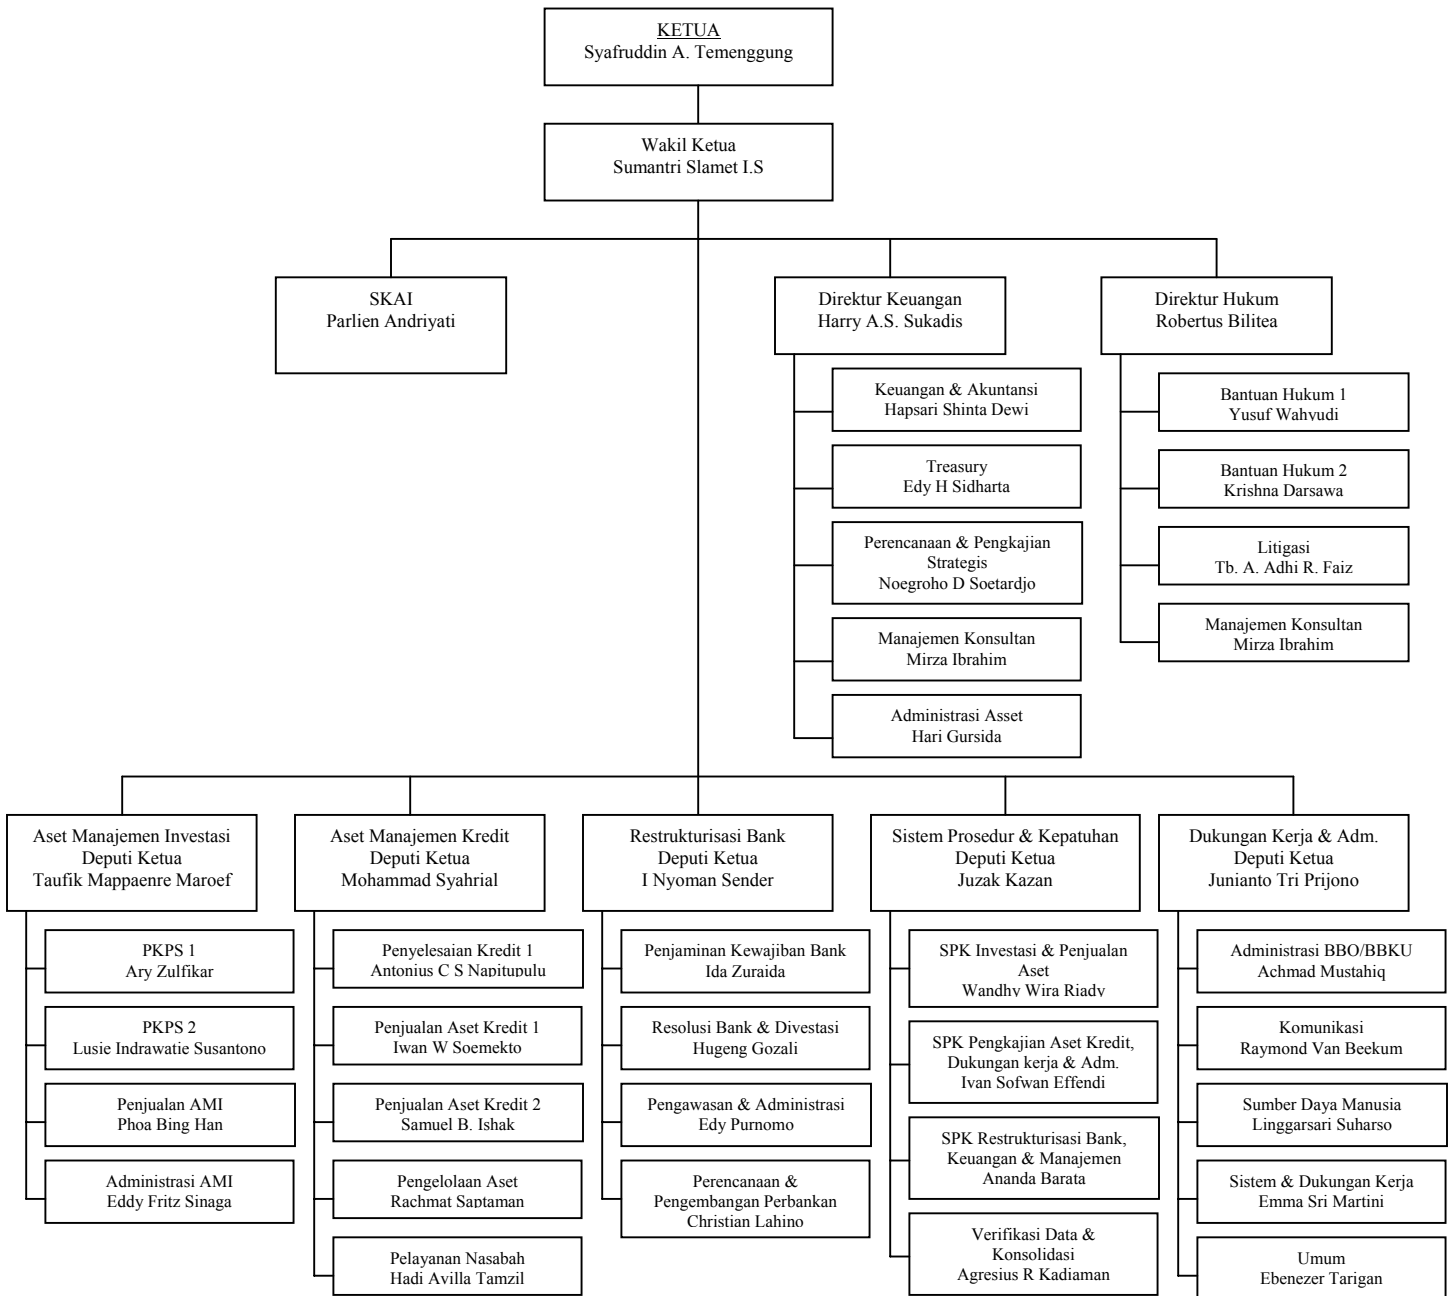 KETUA
Syafruddin A. Temenggung
Wakil Ketua
Sumantri Slamet I.S
SKAI
Parlien Andriyati
Direktur Keuangan
Harry A.S. Sukadis
Keuangan & Akuntansi
Hapsari Shinta Dewi
Treasury
Edy H Sidharta
Perencanaan & Pengkajian
Strategis
Noegroho D Soetardjo
Manajemen Konsultan
Mirza Ibrahim
Administrasi Asset
Hari Gursida
Direktur Hukum
Robertus Bilitea
Bantuan Hukum 1
Yusuf Wahyudi
Bantuan Hukum 2
Krishna Darsawa
Litigasi
Tb. A. Adhi R. Faiz
Manajemen Konsultan
Mirza Ibrahim
Aset Manajemen Investasi
Deputi Ketua
Taufik Mappaenre Maroef
PKPS 1
Ary Zulfikar
PKPS 2
Lusie Indrawatie Susantono
Penjualan AMI
Phoa Bing Han
Administrasi AMI
Eddy Fritz Sinaga
Aset Manajemen Kredit
Deputi Ketua
Mohammad Syahrial
Penyelesaian Kredit 1
Antonius C S Napitupulu
Penjualan Aset Kredit 1
Iwan W Soemekto
Penjualan Aset Kredit 2
Samuel B. Ishak
Pengelolaan Aset
Rachmat Saptaman
Pelayanan Nasabah
Hadi Avilla Tamzil
Restrukturisasi Bank
Deputi Ketua
I Nyoman Sender
Penjaminan Kewajiban Bank
Ida Zuraida
Resolusi Bank & Divestasi
Hugeng Gozali
Pengawasan & Administrasi
Edy Purnomo
Perencanaan &
Pengembangan Perbankan
Christian Lahino
Sistem Prosedur & Kepatuhan
Deputi Ketua
Juzak Kazan
SPK Investasi & Penjualan
Aset
Wandhy Wira Riady
SPK Pengkajian Aset Kredit,
Dukungan kerja & Adm.
Ivan Sofwan Effendi
SPK Restrukturisasi Bank,
Keuangan & Manajemen
Ananda Barata
Verifikasi Data &
Konsolidasi
Agresius R Kadiaman
Dukungan Kerja & Adm.
Deputi Ketua
Junianto Tri Prijono
Administrasi BBO/BBKU
Achmad Mustahiq
Komunikasi
Raymond Van Beekum
Sumber Daya Manusia
Linggarsari Suharso
Sistem & Dukungan Kerja
Emma Sri Martini
Umum
Ebenezer Tarigan